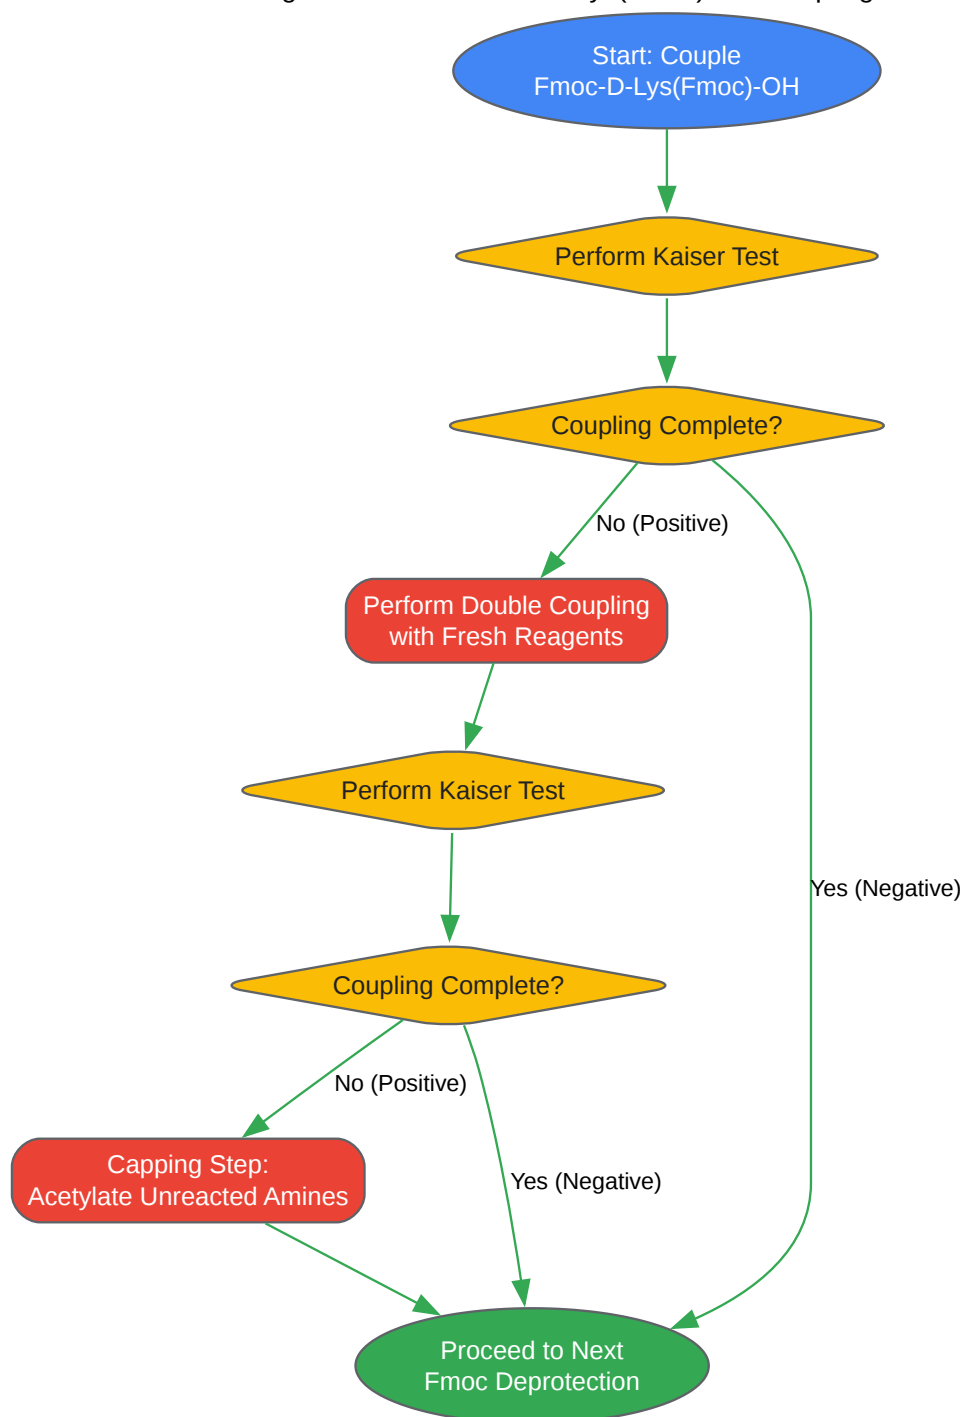 Start: Couple
Fmoc-D-Lys(Fmoc)-OH
Perform Kaiser Test
Coupling Complete?
No (Positive)
Perform Double Coupling
with Fresh Reagents
Perform Kaiser Test
Yes (Negative)
Coupling Complete?
No (Positive)
Capping Step:
Acetylate Unreacted Amines
Yes (Negative)
Proceed to Next
Fmoc Deprotection